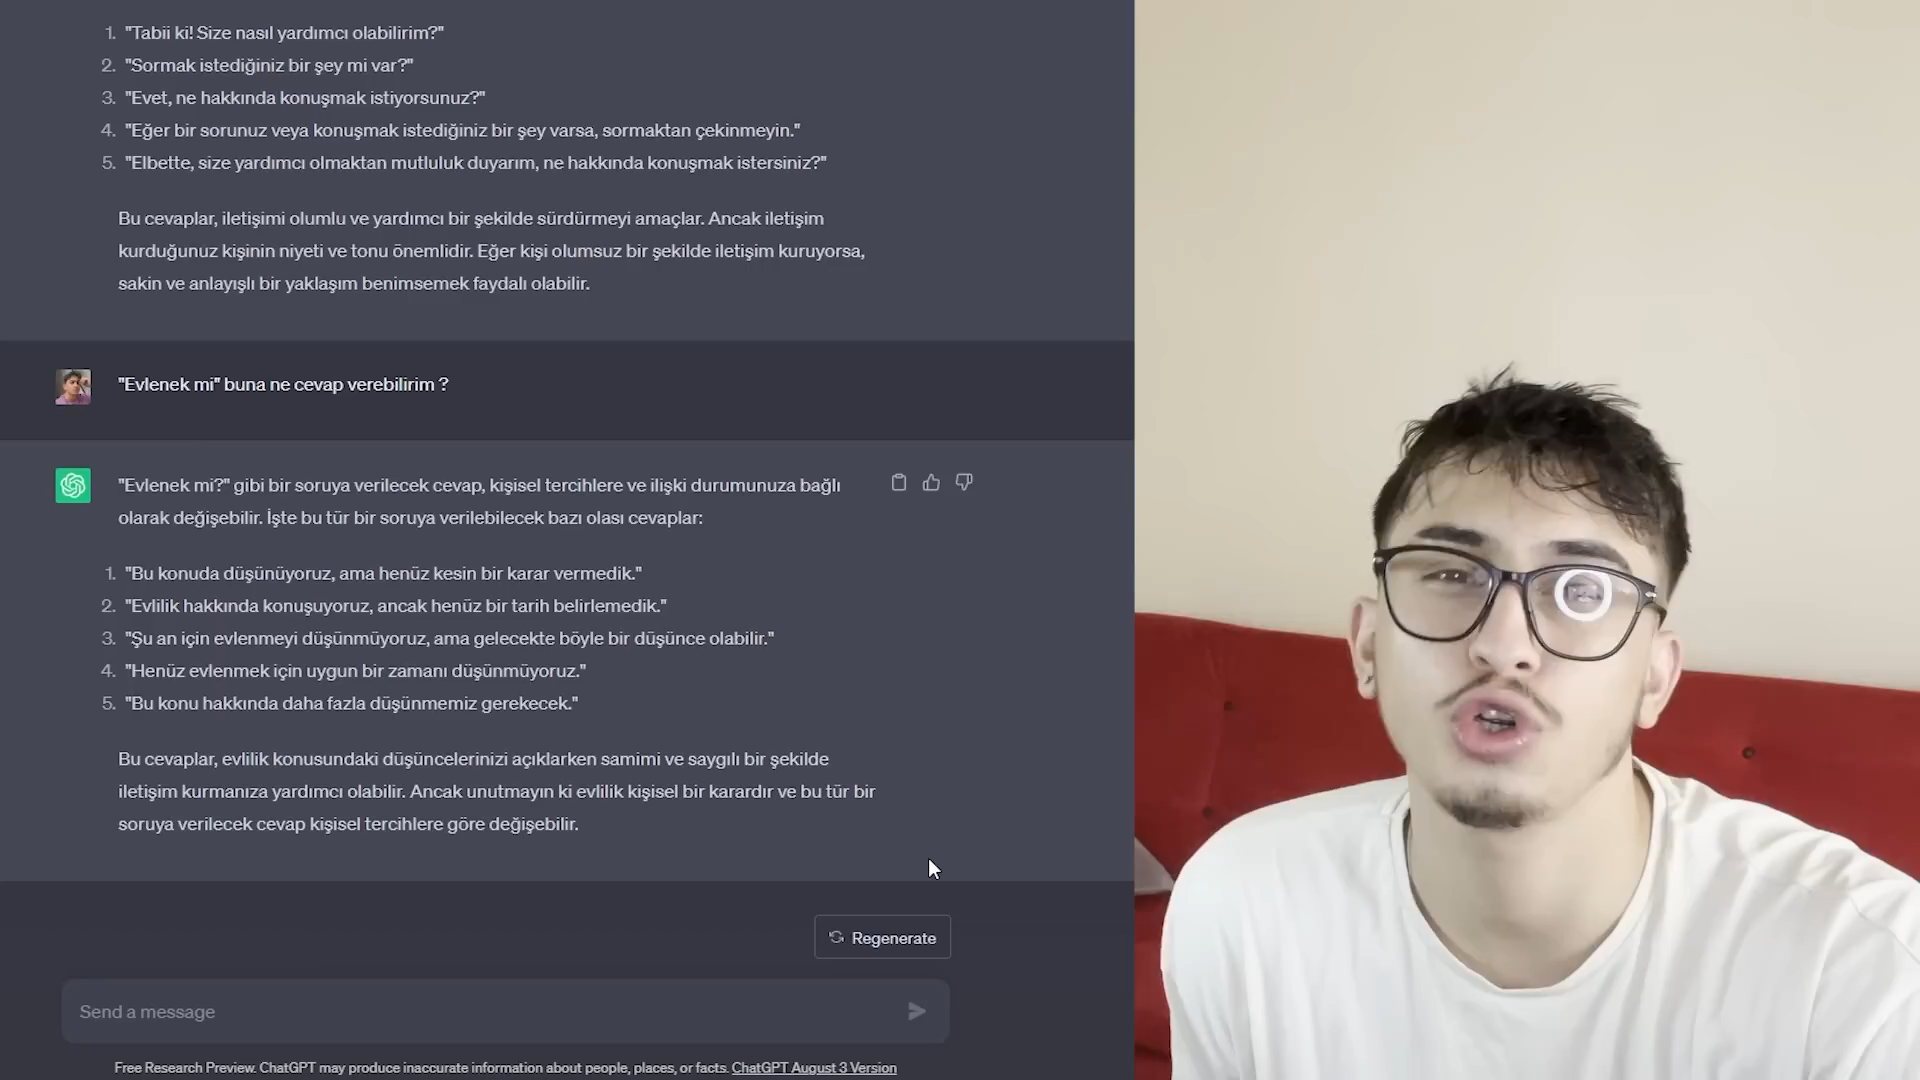 1. "Tabii ki! Size nasıl yardımcı olabilirim?"
2. "Sormak istediğiniz bir şey mi var?"
3. "Evet, ne hakkında konuşmak istiyorsunuz?"
4. "Eğer bir sorunuz veya konuşmak istediğiniz bir şey varsa, sormaktan çekinmeyin."
5. "Elbette, size yardımcı olmaktan mutluluk duyarım, ne hakkında konuşmak istersiniz?"
Bu cevaplar, iletişimi olumlu ve yardımcı bir şekilde sürdürmeyi amaçlar. Ancak iletişim
kurduğunuz kişinin niyeti ve tonu önemlidir. Eğer kişi olumsuz bir şekilde iletişim kuruyorsa,
sakin ve anlayışlı bir yaklaşım benimsemek faydalı olabilir.
"Evlenek mi" buna ne cevap verebilirim ?
"Evlenek mi?" gibi bir soruya verilecek cevap, kişisel tercihlere ve ilişki durumunuza bağlı
olarak değişebilir. İşte bu tür bir soruya verilebilecek bazı olası cevaplar:
1. "Bu konuda düşünüyoruz, ama henüz kesin bir karar vermedik."
2. "Evlilik hakkında konuşuyoruz, ancak henüz bir tarih belirlemedik."
3. "Şu an için evlenmeyi düşünmüyoruz, ama gelecekte böyle bir düşünce olabilir."
4. "Henüz evlenmek için uygun bir zamanı düşünmüyoruz."
5. "Bu konu hakkında daha fazla düşünmemiz gerekecek."
Bu cevaplar, evlilik konusundaki düşüncelerinizi açıklarken samimi ve saygılı bir şekilde
iletişim kurmanıza yardımcı olabilir. Ancak unutmayın ki evlilik kişisel bir karardır ve bu tür bir
soruya verilecek cevap kişisel tercihlere göre değişebilir.
Regenerate
Send a message
Free Research Preview. ChatGPT may produce inaccurate information about people, places, or facts. ChatGPT August 3 Version